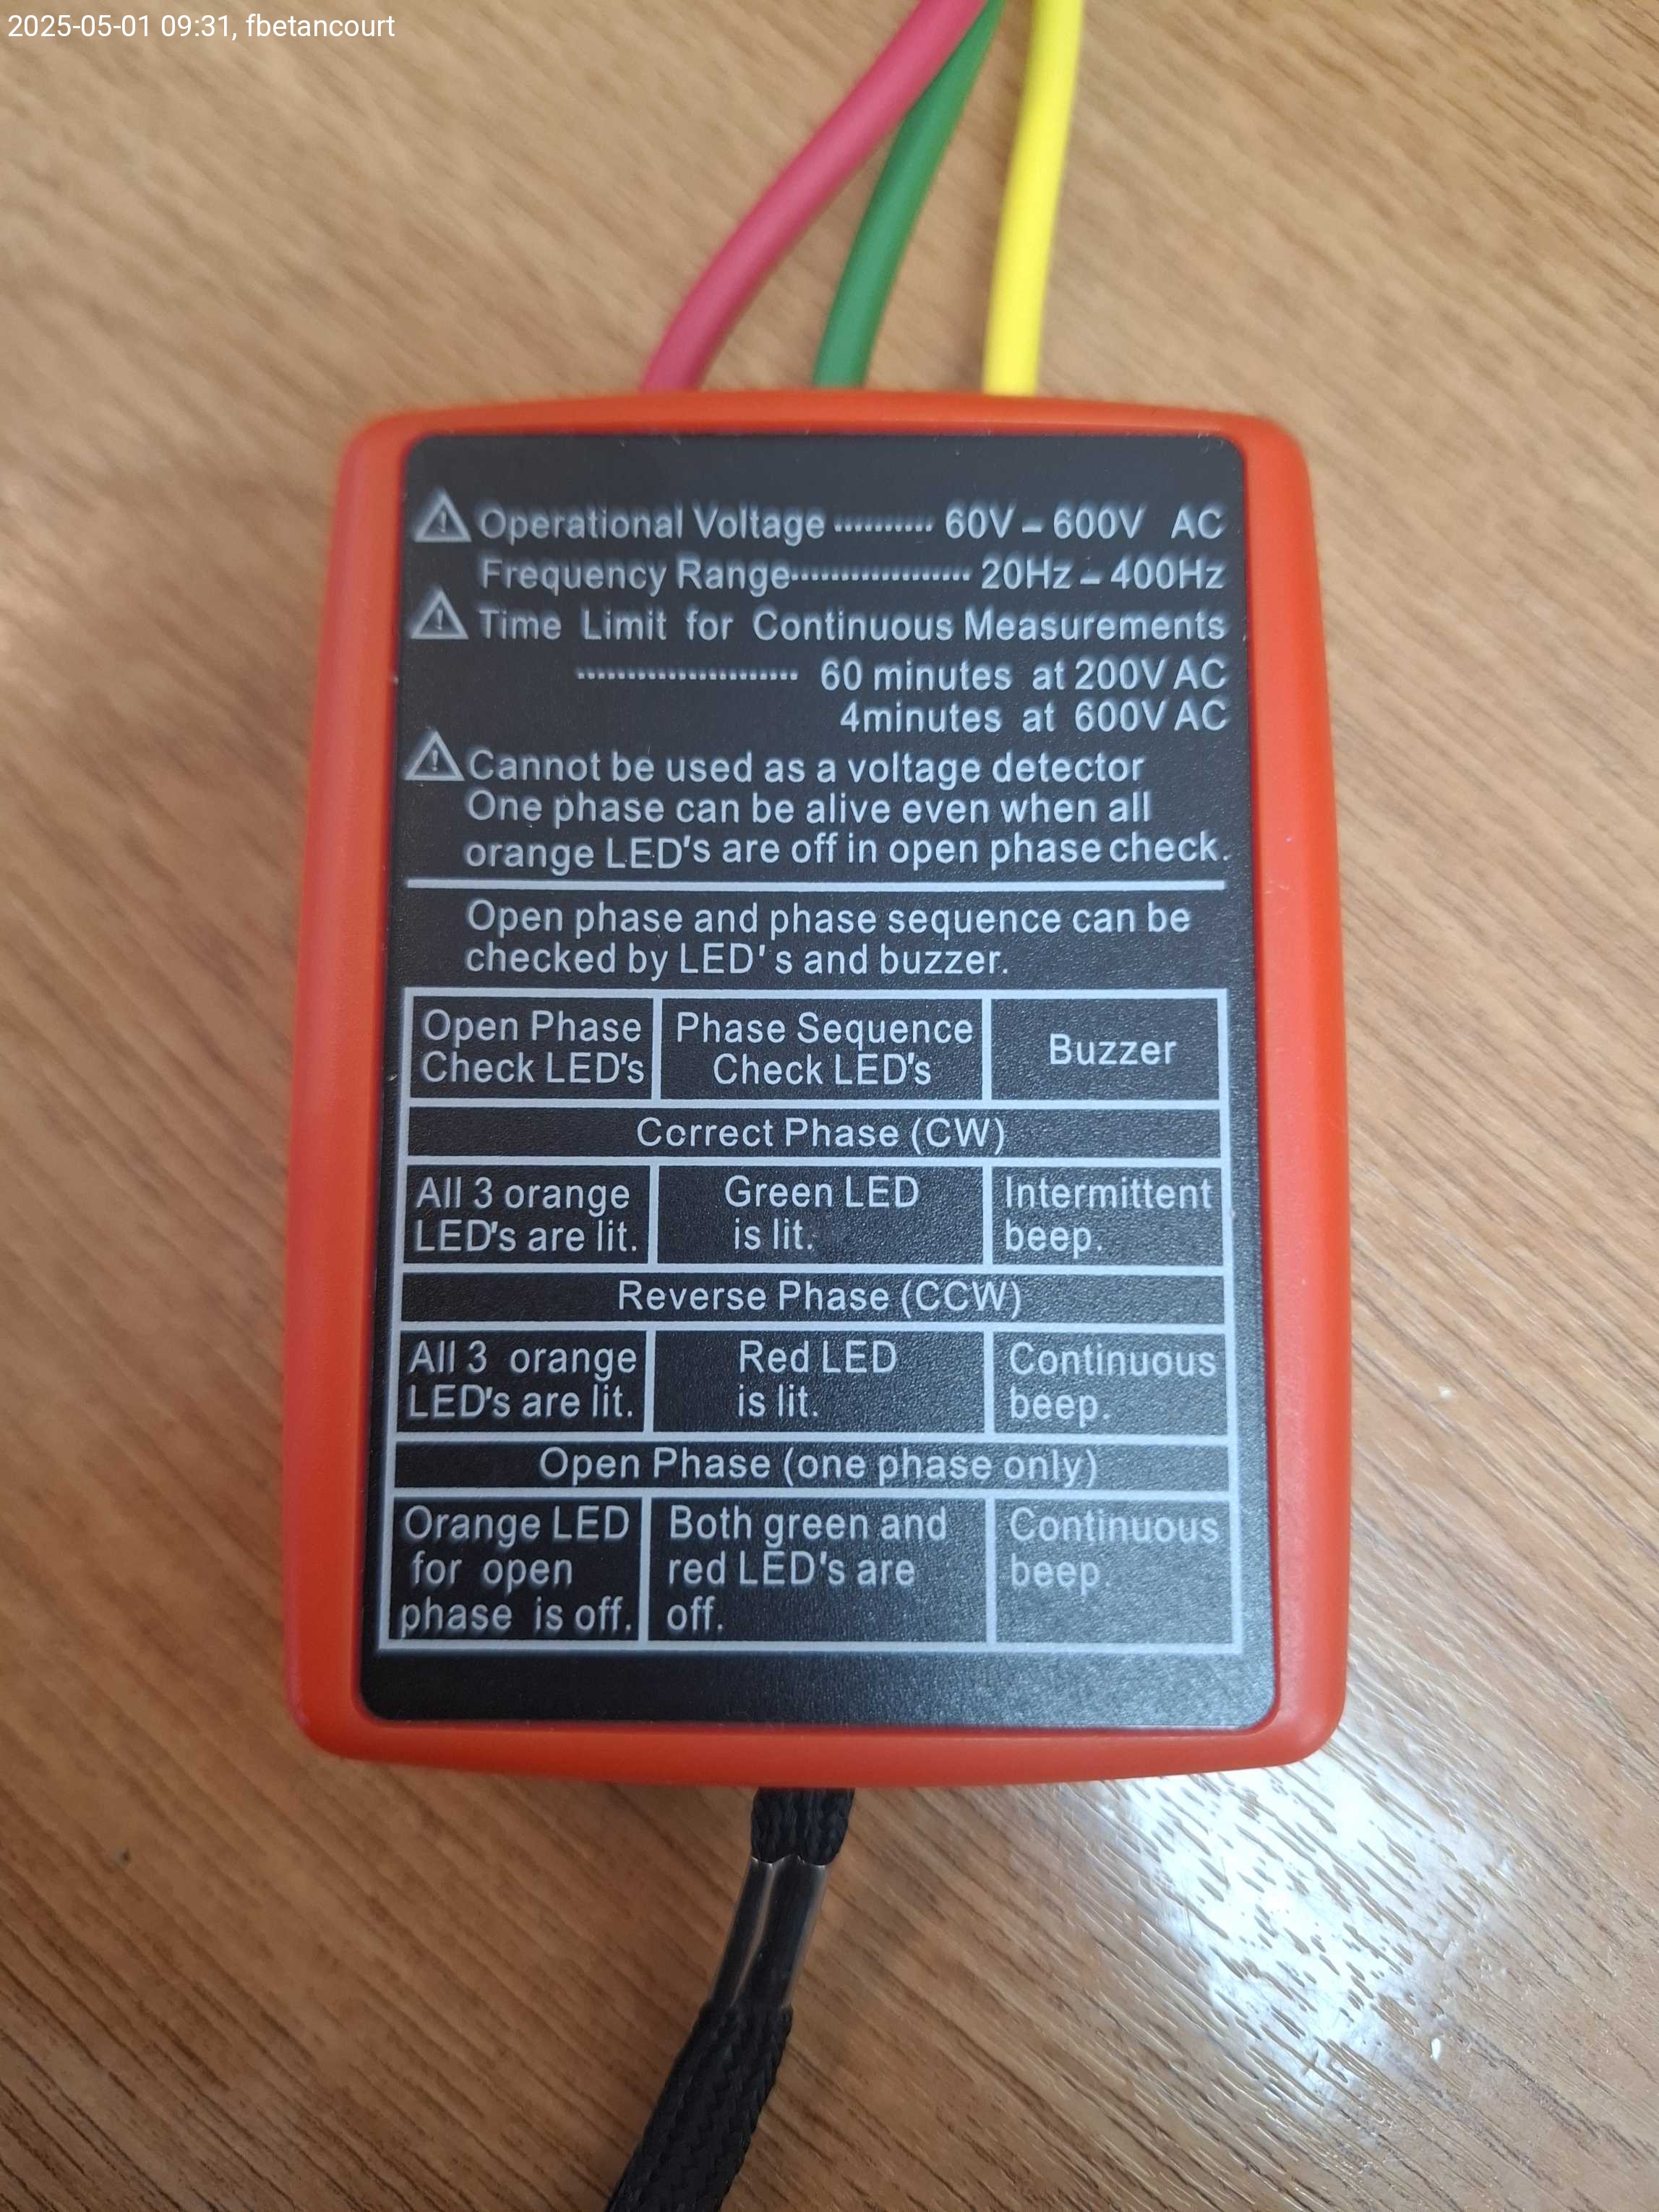 2025-05-01 09:31, fbetancourt
Operational Voltage ·········· 60V – 600V AC
Frequency Range·················· 20Hz – 400Hz
Time Limit for Continuous Measurements
······················ 60 minutes at 200V AC
4minutes at 600V AC
Cannot be used as a voltage detector
One phase can be alive even when all
orange LED's are off in open phase check.
Open phase and phase sequence can be
checked by LED's and buzzer.
Open Phase
Check LED's
Phase Sequence
Check LED's
Buzzer
Correct Phase (CW)
All 3 orange
LED's are lit.
Green LED
is lit.
Intermittent
beep.
Reverse Phase (CCW)
All 3 orange
LED's are lit.
Red LED
is lit.
Continuous
beep.
Open Phase (one phase only)
Orange LED
for open
phase is off.
Both green and
red LED's are
off.
Continuous
beep.